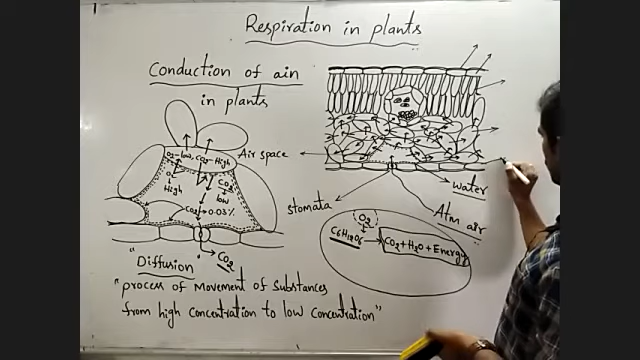 Respiration in plants
Conduction of air
in plants
O2-low, CO2-High
O2
High
CO2
low
CO2→0.03%
CO2
Air space
stomata
water
Atm air
O2
C6H12O6 → CO2+H2O+Energy
"Diffusion"
"process of Movement of Substances
from high concentration to low concentration"